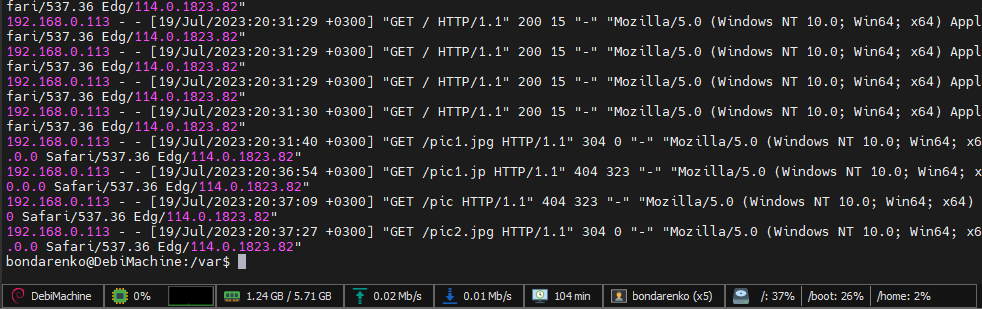 fari/537.36 Edg/114.0.1823.82"
192.168.0.113 - - [19/Jul/2023:20:31:29 +0300] "GET / HTTP/1.1" 200 15 "-" "Mozilla/5.0 (Windows NT 10.0; Win64; x64) Appl
fari/537.36 Edg/114.0.1823.82"
192.168.0.113 - - [19/Jul/2023:20:31:29 +0300] "GET / HTTP/1.1" 200 15 "-" "Mozilla/5.0 (Windows NT 10.0; Win64; x64) Appl
fari/537.36 Edg/114.0.1823.82"
192.168.0.113 - - [19/Jul/2023:20:31:29 +0300] "GET / HTTP/1.1" 200 15 "-" "Mozilla/5.0 (Windows NT 10.0; Win64; x64) Appl
fari/537.36 Edg/114.0.1823.82"
192.168.0.113 - - [19/Jul/2023:20:31:30 +0300] "GET / HTTP/1.1" 200 15 "-" "Mozilla/5.0 (Windows NT 10.0; Win64; x64) Appl
fari/537.36 Edg/114.0.1823.82"
192.168.0.113 - - [19/Jul/2023:20:31:40 +0300] "GET /pic1.jpg HTTP/1.1" 304 0 "-" "Mozilla/5.0 (Windows NT 10.0; Win64; x6
.0.0 Safari/537.36 Edg/114.0.1823.82"
192.168.0.113 - - [19/Jul/2023:20:36:54 +0300] "GET /pic1.jp HTTP/1.1" 404 323 "-" "Mozilla/5.0 (Windows NT 10.0; Win64; x
0.0.0 Safari/537.36 Edg/114.0.1823.82"
192.168.0.113 - - [19/Jul/2023:20:37:09 +0300] "GET /pic HTTP/1.1" 404 323 "-" "Mozilla/5.0 (Windows NT 10.0; Win64; x64)
0 Safari/537.36 Edg/114.0.1823.82"
192.168.0.113 - - [19/Jul/2023:20:37:27 +0300] "GET /pic2.jpg HTTP/1.1" 304 0 "-" "Mozilla/5.0 (Windows NT 10.0; Win64; x6
.0.0 Safari/537.36 Edg/114.0.1823.82"
bondarenko@DebiMachine:/var$
DebiMachine 0% 1.24 GB / 5.71 GB 0.02 Mb/s 0.01 Mb/s 104 min bondarenko (x5) /: 37% /boot: 26% /home: 2%